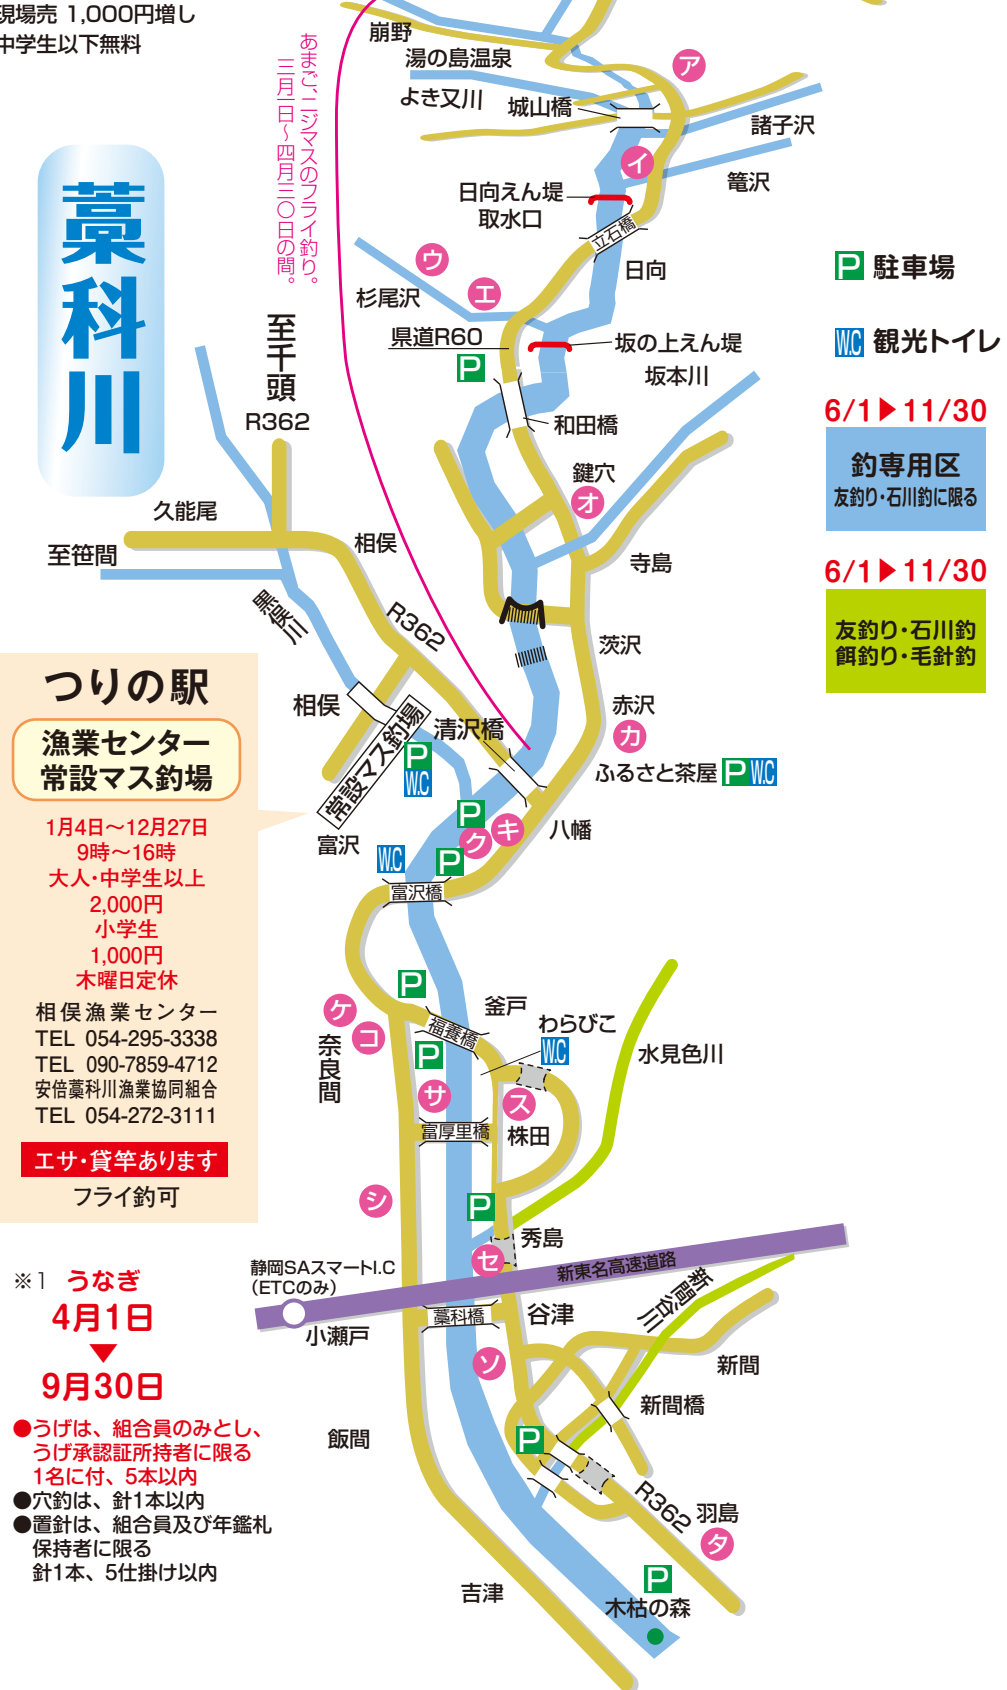 現場売 1,000円増し
中学生以下無料
藁科川
あまご、ニジマスのフライ釣り。
三月一日〜四月三〇日の間。
崩野
湯の島温泉
よき又川
城山橋
ア
諸子沢
イ
篭沢
日向えん堤
取水口
立石橋
日向
ウ
エ
杉尾沢
県道R60
P
坂の上えん堤
坂本川
和田橋
鍵穴
オ
寺島
P 駐車場
W.C 観光トイレ
6/1▶11/30
釣専用区
友釣り・石川釣に限る
6/1▶11/30
友釣り・石川釣
餌釣り・毛針釣
至千頭
R362
久能尾
至笹間
相俣
黒俣川
R362
茨沢
相俣
常設マス釣場
P
W.C
清沢橋
赤沢
カ
ふるさと茶屋 P W.C
富沢
P
ク
キ
八幡
W.C
P
富沢橋
つりの駅
漁業センター
常設マス釣場
1月4日〜12月27日
9時〜16時
大人・中学生以上
2,000円
小学生
1,000円
木曜日定休
相俣漁業センター
TEL 054-295-3338
TEL 090-7859-4712
安倍藁科川漁業協同組合
TEL 054-272-3111
エサ・貸竿あります
フライ釣可
P
ケ
コ
奈良間
福養橋
釜戸
わらびこ
W.C
水見色川
P
サ
ス
富厚里橋
株田
シ
P
秀島
セ
静岡SAスマートI.C
(ETCのみ)
新東名高速道路
新間谷川
小瀬戸
藁科橋
谷津
ソ
新間
新間橋
飯間
P
R362
羽島
タ
吉津
P
木枯の森
※1 うなぎ
4月1日
▼
9月30日
●うげは、組合員のみとし、
うげ承認証所持者に限る
1名に付、5本以内
●穴釣は、針1本以内
●置針は、組合員及び年鑑札
保持者に限る
針1本、5仕掛け以内